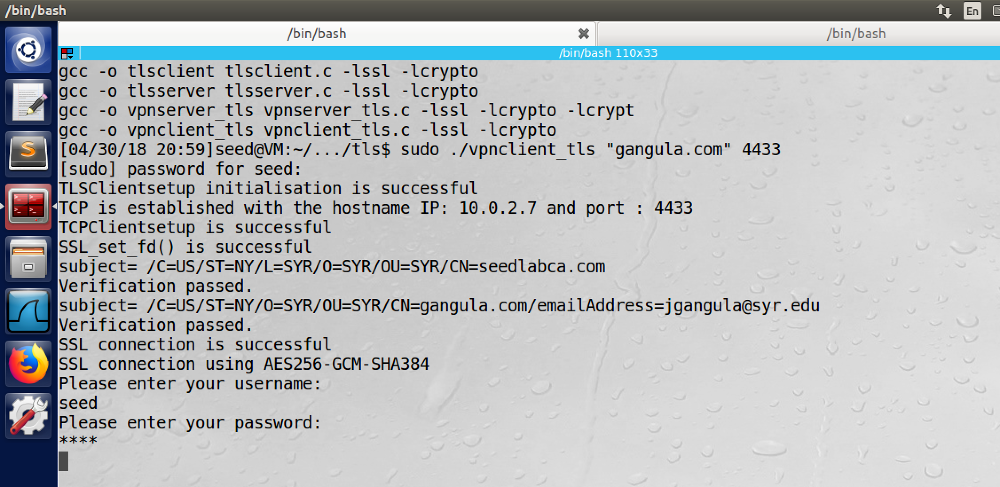 /bin/bash
En
/bin/bash
/bin/bash
/bin/bash 110x33
gcc -o tlsclient tlsclient.c -lssl -lcrypto
gcc -o tlsserver tlsserver.c -lssl -lcrypto
gcc -o vpnserver_tls vpnserver_tls.c -lssl -lcrypto -lcrypt
gcc -o vpnclient_tls vpnclient_tls.c -lssl -lcrypto
[04/30/18 20:59]seed@VM:~/.../tls$ sudo ./vpnclient_tls "gangula.com" 4433
[sudo] password for seed:
TLSClientsetup initialisation is successful
TCP is established with the hostname IP: 10.0.2.7 and port : 4433
TCPClientsetup is successful
SSL_set_fd() is successful
subject= /C=US/ST=NY/L=SYR/O=SYR/OU=SYR/CN=seedlabca.com
Verification passed.
subject= /C=US/ST=NY/O=SYR/OU=SYR/CN=gangula.com/emailAddress=jgangula@syr.edu
Verification passed.
SSL connection is successful
SSL connection using AES256-GCM-SHA384
Please enter your username:
seed
Please enter your password:
****